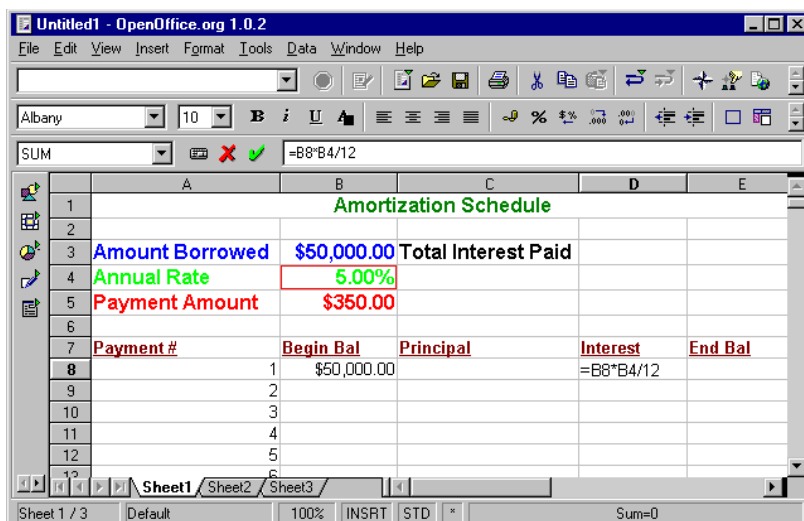 Untitled1 - OpenOffice.org 1.0.2
File Edit View Insert Format Tools Data Window Help
Albany 10 B i U A
SUM =B8*B4/12
A B C D E
1 Amortization Schedule
2
3 Amount Borrowed $50,000.00 Total Interest Paid
4 Annual Rate 5.00%
5 Payment Amount $350.00
6
7 Payment # Begin Bal Principal Interest End Bal
8 1 $50,000.00 =B8*B4/12
9 2
10 3
11 4
12 5
13 6
Sheet1 Sheet2 Sheet3
Sheet 1 / 3 Default 100% INSRT STD * Sum=0